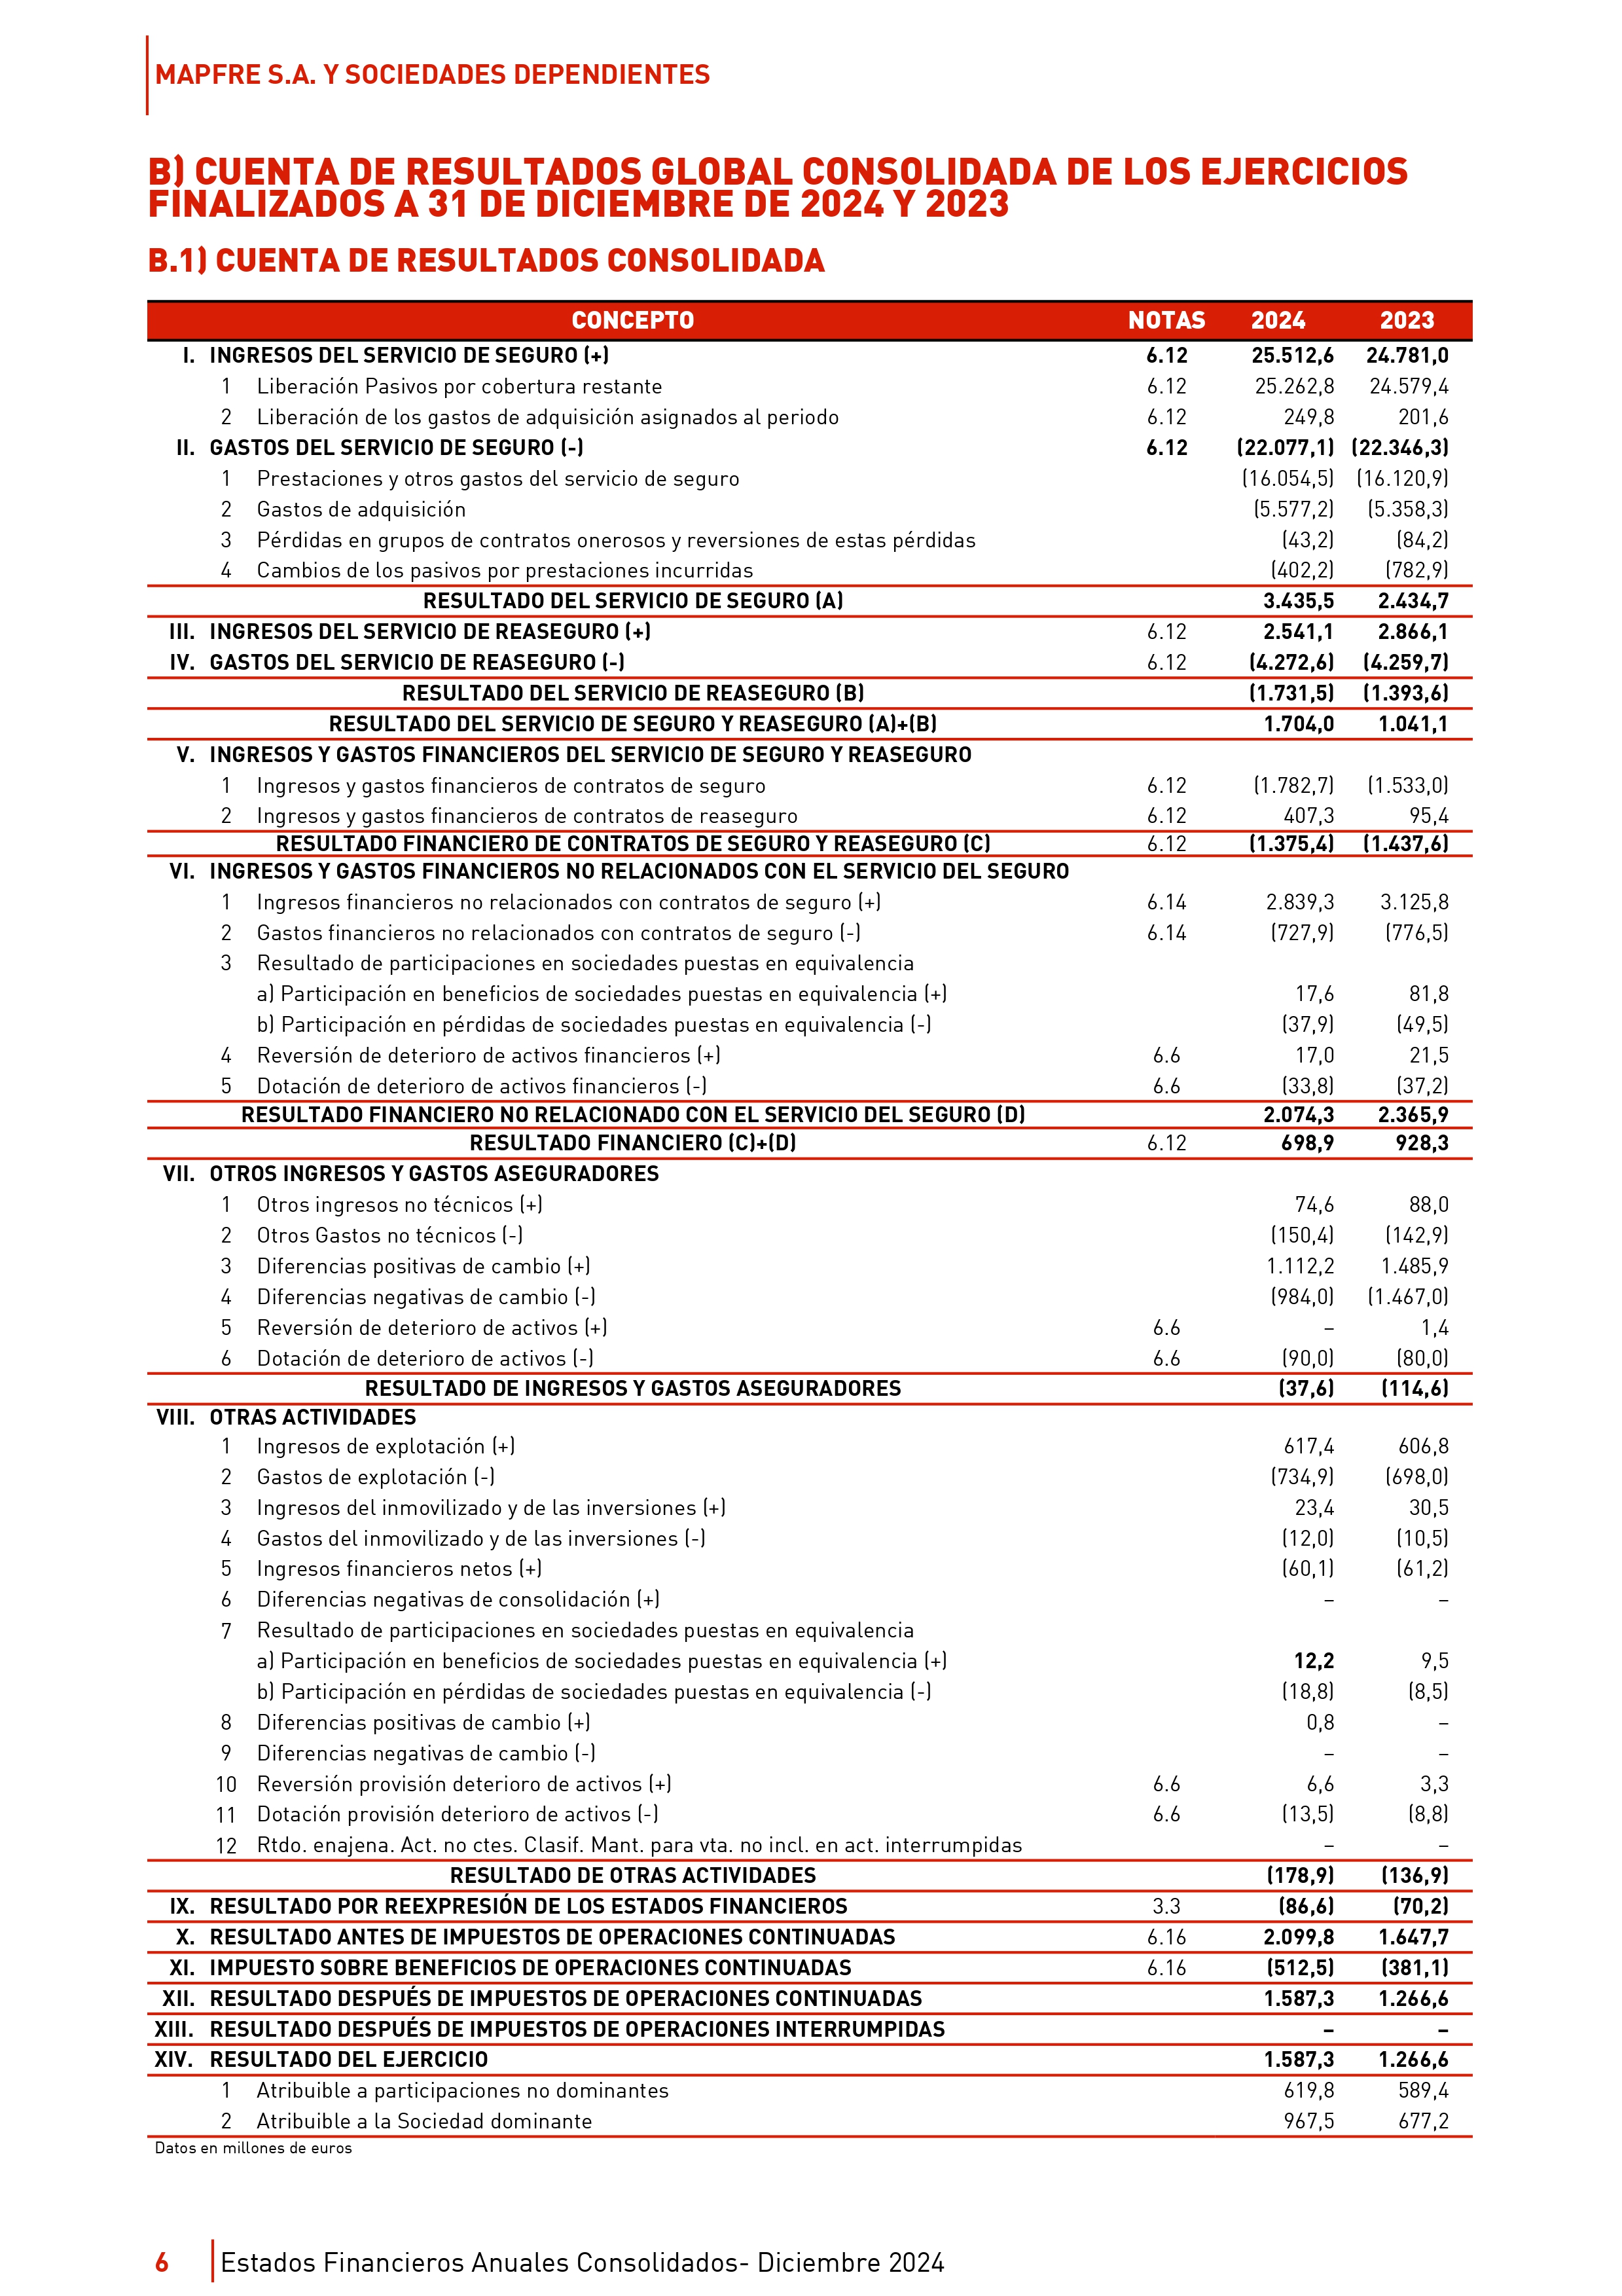 MAPFRE S.A. Y SOCIEDADES DEPENDIENTES
B) CUENTA DE RESULTADOS GLOBAL CONSOLIDADA DE LOS EJERCICIOS
FINALIZADOS A 31 DE DICIEMBRE DE 2024 Y 2023
B.1) CUENTA DE RESULTADOS CONSOLIDADA
CONCEPTO NOTAS 2024 2023
I. INGRESOS DEL SERVICIO DE SEGURO (+) 6.12 25.512,6 24.781,0
1 Liberación Pasivos por cobertura restante 6.12 25.262,8 24.579,4
2 Liberación de los gastos de adquisición asignados al periodo 6.12 249,8 201,6
II. GASTOS DEL SERVICIO DE SEGURO (-) 6.12 (22.077,1) (22.346,3)
1 Prestaciones y otros gastos del servicio de seguro (16.054,5) (16.120,9)
2 Gastos de adquisición (5.577,2) (5.358,3)
3 Pérdidas en grupos de contratos onerosos y reversiones de estas pérdidas (43,2) (84,2)
4 Cambios de los pasivos por prestaciones incurridas (402,2) (782,9)
RESULTADO DEL SERVICIO DE SEGURO (A) 3.435,5 2.434,7
III. INGRESOS DEL SERVICIO DE REASEGURO (+) 6.12 2.541,1 2.866,1
IV. GASTOS DEL SERVICIO DE REASEGURO (-) 6.12 (4.272,6) (4.259,7)
RESULTADO DEL SERVICIO DE REASEGURO (B) (1.731,5) (1.393,6)
RESULTADO DEL SERVICIO DE SEGURO Y REASEGURO (A)+(B) 1.704,0 1.041,1
V. INGRESOS Y GASTOS FINANCIEROS DEL SERVICIO DE SEGURO Y REASEGURO
1 Ingresos y gastos financieros de contratos de seguro 6.12 (1.782,7) (1.533,0)
2 Ingresos y gastos financieros de contratos de reaseguro 6.12 407,3 95,4
RESULTADO FINANCIERO DE CONTRATOS DE SEGURO Y REASEGURO (C) 6.12 (1.375,4) (1.437,6)
VI. INGRESOS Y GASTOS FINANCIEROS NO RELACIONADOS CON EL SERVICIO DEL SEGURO
1 Ingresos financieros no relacionados con contratos de seguro (+) 6.14 2.839,3 3.125,8
2 Gastos financieros no relacionados con contratos de seguro (-) 6.14 (727,9) (776,5)
3 Resultado de participaciones en sociedades puestas en equivalencia
a) Participación en beneficios de sociedades puestas en equivalencia (+) 17,6 81,8
b) Participación en pérdidas de sociedades puestas en equivalencia (-) (37,9) (49,5)
4 Reversión de deterioro de activos financieros (+) 6.6 17,0 21,5
5 Dotación de deterioro de activos financieros (-) 6.6 (33,8) (37,2)
RESULTADO FINANCIERO NO RELACIONADO CON EL SERVICIO DEL SEGURO (D) 2.074,3 2.365,9
RESULTADO FINANCIERO (C)+(D) 6.12 698,9 928,3
VII. OTROS INGRESOS Y GASTOS ASEGURADORES
1 Otros ingresos no técnicos (+) 74,6 88,0
2 Otros Gastos no técnicos (-) (150,4) (142,9)
3 Diferencias positivas de cambio (+) 1.112,2 1.485,9
4 Diferencias negativas de cambio (-) (984,0) (1.467,0)
5 Reversión de deterioro de activos (+) 6.6 – 1,4
6 Dotación de deterioro de activos (-) 6.6 (90,0) (80,0)
RESULTADO DE INGRESOS Y GASTOS ASEGURADORES (37,6) (114,6)
VIII. OTRAS ACTIVIDADES
1 Ingresos de explotación (+) 617,4 606,8
2 Gastos de explotación (-) (734,9) (698,0)
3 Ingresos del inmovilizado y de las inversiones (+) 23,4 30,5
4 Gastos del inmovilizado y de las inversiones (-) (12,0) (10,5)
5 Ingresos financieros netos (+) (60,1) (61,2)
6 Diferencias negativas de consolidación (+) – –
7 Resultado de participaciones en sociedades puestas en equivalencia
a) Participación en beneficios de sociedades puestas en equivalencia (+) 12,2 9,5
b) Participación en pérdidas de sociedades puestas en equivalencia (-) (18,8) (8,5)
8 Diferencias positivas de cambio (+) 0,8 –
9 Diferencias negativas de cambio (-) – –
10 Reversión provisión deterioro de activos (+) 6.6 6,6 3,3
11 Dotación provisión deterioro de activos (-) 6.6 (13,5) (8,8)
12 Rtdo. enajena. Act. no ctes. Clasif. Mant. para vta. no incl. en act. interrumpidas – –
RESULTADO DE OTRAS ACTIVIDADES (178,9) (136,9)
IX. RESULTADO POR REEXPRESIÓN DE LOS ESTADOS FINANCIEROS 3.3 (86,6) (70,2)
X. RESULTADO ANTES DE IMPUESTOS DE OPERACIONES CONTINUADAS 6.16 2.099,8 1.647,7
XI. IMPUESTO SOBRE BENEFICIOS DE OPERACIONES CONTINUADAS 6.16 (512,5) (381,1)
XII. RESULTADO DESPUÉS DE IMPUESTOS DE OPERACIONES CONTINUADAS 1.587,3 1.266,6
XIII. RESULTADO DESPUÉS DE IMPUESTOS DE OPERACIONES INTERRUMPIDAS – –
XIV. RESULTADO DEL EJERCICIO 1.587,3 1.266,6
1 Atribuible a participaciones no dominantes 619,8 589,4
2 Atribuible a la Sociedad dominante 967,5 677,2
Datos en millones de euros
6 Estados Financieros Anuales Consolidados- Diciembre 2024